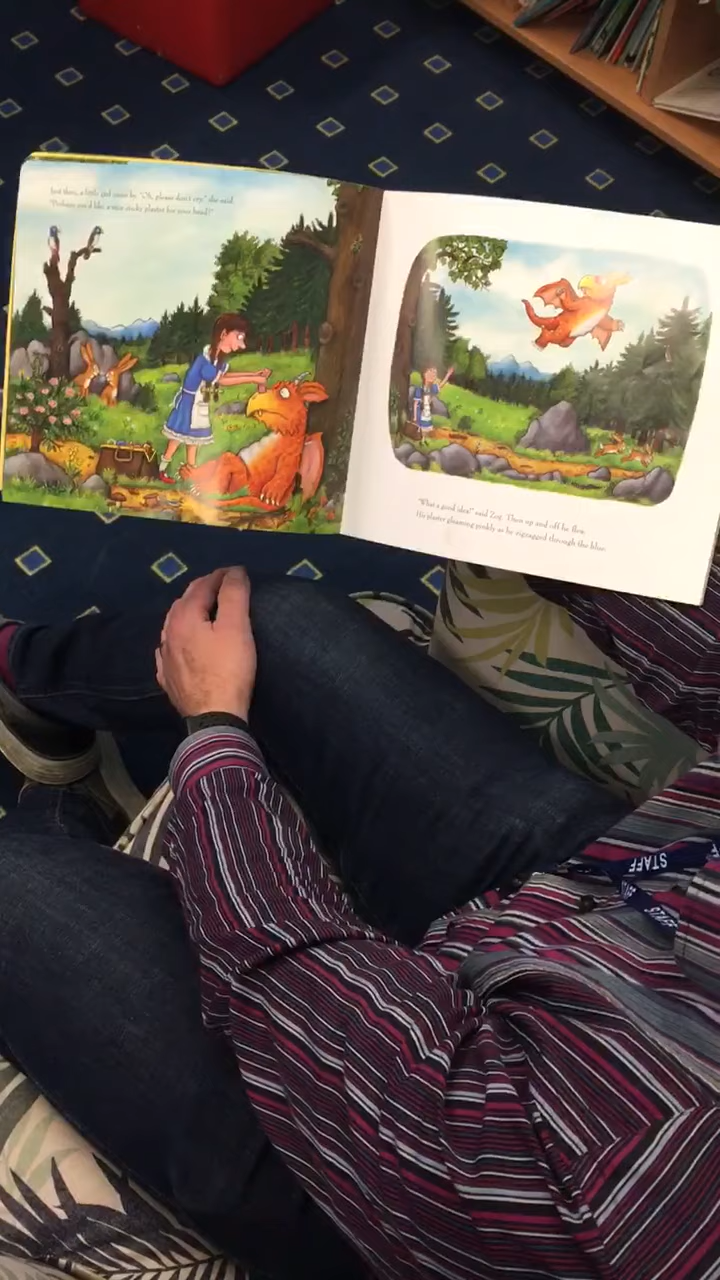 Just then, a little girl came by. "Oh, please don't cry," she said.
"Perhaps you'd like a nice sticky plaster for your head?"
"What a good idea!" said Zog. Then up and off he flew,
His plaster gleaming pinkly as he zigzagged through the blue.
STAFF
STAFF